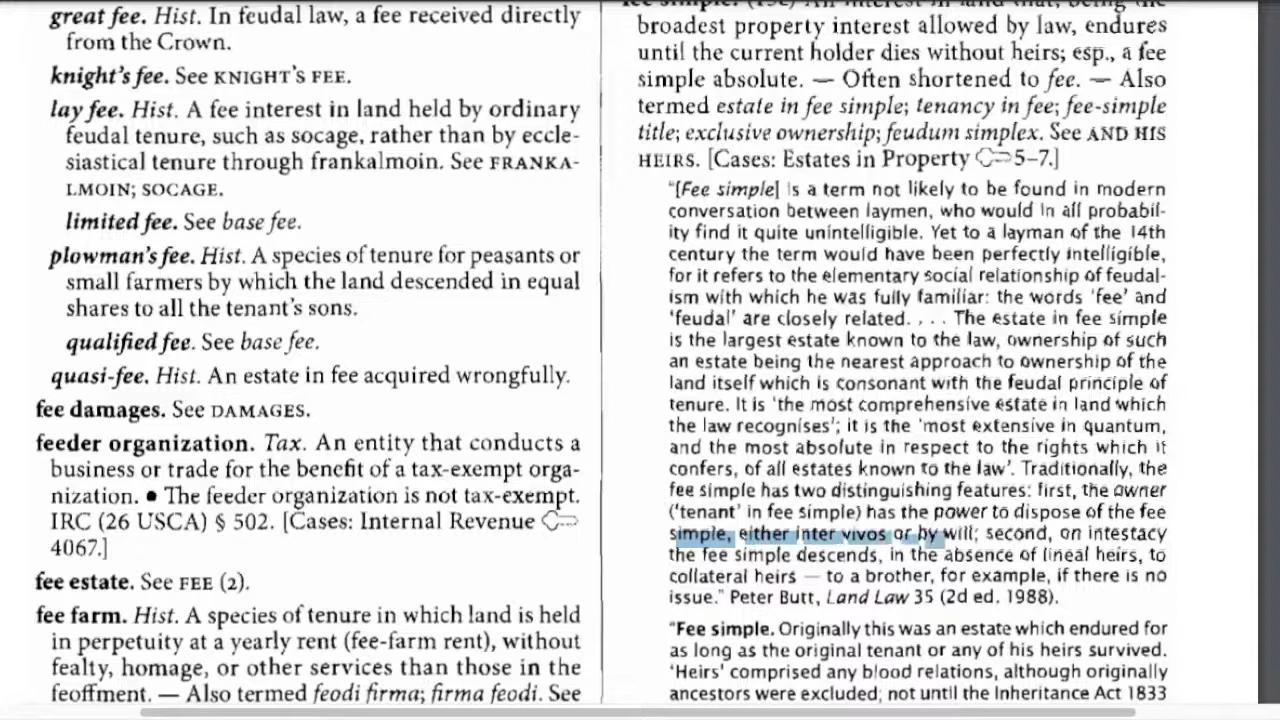 great fee. Hist. In feudal law, a fee received directly
from the Crown.
knight's fee. See KNIGHT'S FEE.
lay fee. Hist. A fee interest in land held by ordinary
feudal tenure, such as socage, rather than by eccle-
siastical tenure through frankalmoin. See FRANKA-
LMOIN; SOCAGE.
limited fee. See base fee.
plowman's fee. Hist. A species of tenure for peasants or
small farmers by which the land descended in equal
shares to all the tenant's sons.
qualified fee. See base fee.
quasi-fee. Hist. An estate in fee acquired wrongfully.
fee damages. See DAMAGES.
feeder organization. Tax. An entity that conducts a
business or trade for the benefit of a tax-exempt orga-
nization. • The feeder organization is not tax-exempt.
IRC (26 USCA) § 502. [Cases: Internal Revenue
4067.]
fee estate. See FEE (2).
fee farm. Hist. A species of tenure in which land is held
in perpetuity at a yearly rent (fee-farm rent), without
fealty, homage, or other services than those in the
feoffment. — Also termed feodi firma; firma feodi. See
fee simple. (15c) An interest in land that, being the
broadest property interest allowed by law, endures
until the current holder dies without heirs; esp., a fee
simple absolute. — Often shortened to fee. — Also
termed estate in fee simple; tenancy in fee; fee-simple
title; exclusive ownership; feudum simplex. See AND HIS
HEIRS. [Cases: Estates in Property 5–7.]
"[Fee simple] is a term not likely to be found in modern
conversation between laymen, who would in all probabil-
ity find it quite unintelligible. Yet to a layman of the 14th
century the term would have been perfectly intelligible,
for it refers to the elementary social relationship of feudal-
ism with which he was fully familiar: the words 'fee' and
'feudal' are closely related. . . . The estate in fee simple
is the largest estate known to the law, ownership of such
an estate being the nearest approach to ownership of the
land itself which is consonant with the feudal principle of
tenure. It is 'the most comprehensive estate in land which
the law recognises'; it is the 'most extensive in quantum,
and the most absolute in respect to the rights which it
confers, of all estates known to the law'. Traditionally, the
fee simple has two distinguishing features: first, the owner
('tenant' in fee simple) has the power to dispose of the fee
simple, either inter vivos or by will; second, on intestacy
the fee simple descends, in the absence of lineal heirs, to
collateral heirs — to a brother, for example, if there is no
issue." Peter Butt, Land Law 35 (2d ed. 1988).
"Fee simple. Originally this was an estate which endured for
as long as the original tenant or any of his heirs survived.
'Heirs' comprised any blood relations, although originally
ancestors were excluded; not until the Inheritance Act 1833